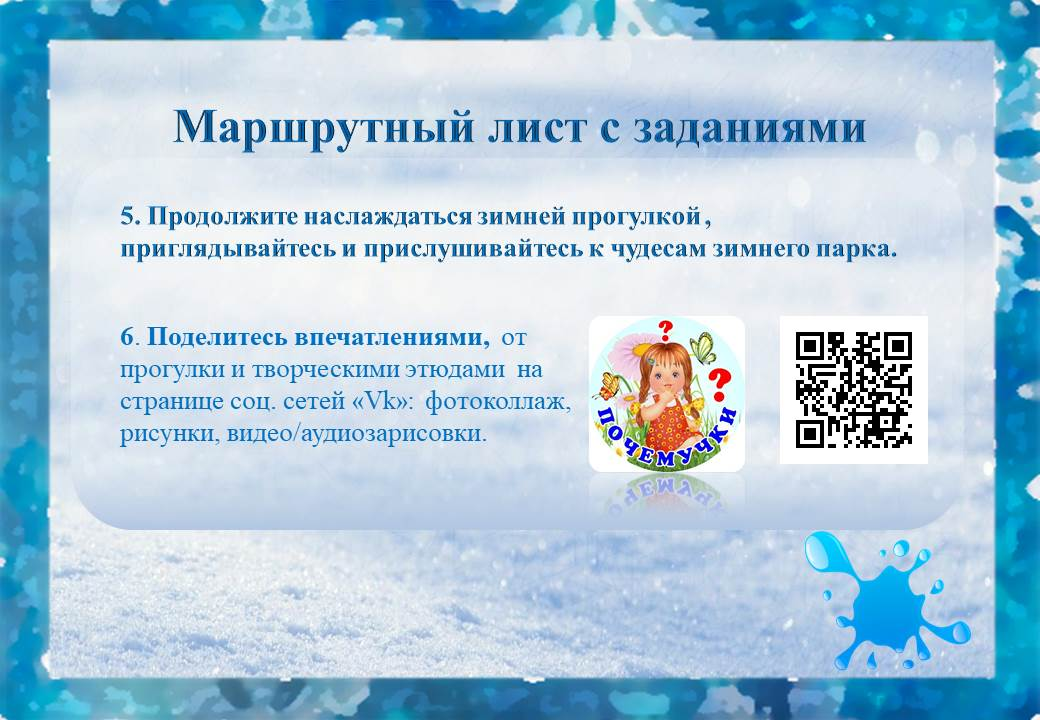 Маршрутный лист с заданиями
5. Продолжите наслаждаться зимней прогулкой ,
приглядывайтесь и прислушивайтесь к чудесам зимнего парка.
6. Поделитесь впечатлениями, от
прогулки и творческими этюдами на
странице соц. сетей «Vk»: фотоколлаж,
рисунки, видео/аудиозарисовки.
? ?
ПОЧЕМУЧКИ